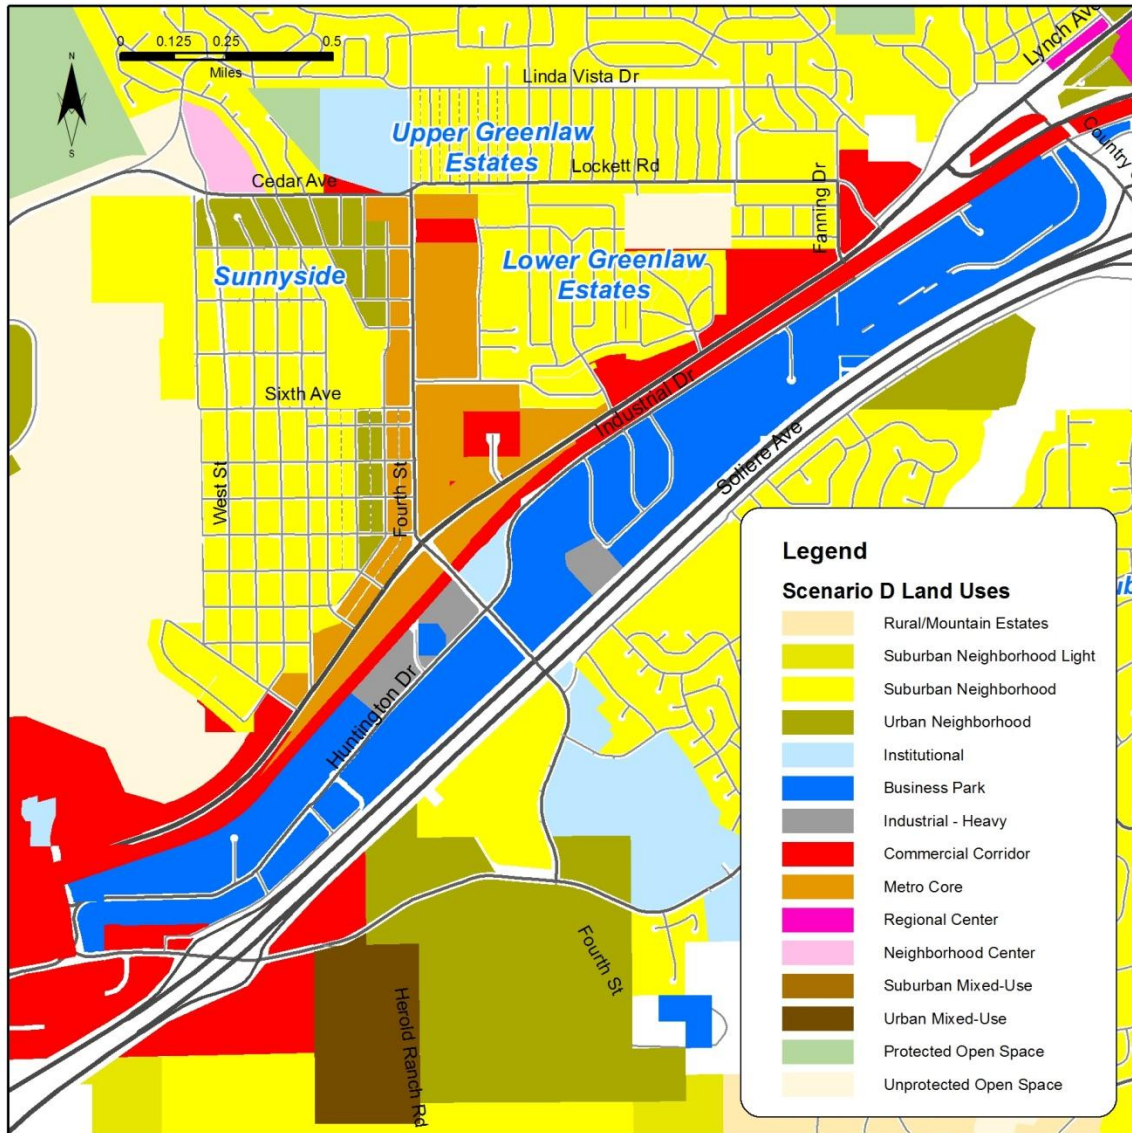 Lynch Ave
N
0 0.125 0.25 0.5
Miles
S
Linda Vista Dr
Upper Greenlaw
Estates
Lockett Rd
Country
Cedar Ave
Fanning Dr
Sunnyside
Lower Greenlaw
Estates
Sixth Ave
Industrial Dr
West St
Fourth St
Soliere Ave
Huntington Dr
Fourth St
Herold Ranch Rd
Legend
Scenario D Land Uses
Rural/Mountain Estates
Suburban Neighborhood Light
Suburban Neighborhood
Urban Neighborhood
Institutional
Business Park
Industrial - Heavy
Commercial Corridor
Metro Core
Regional Center
Neighborhood Center
Suburban Mixed-Use
Urban Mixed-Use
Protected Open Space
Unprotected Open Space